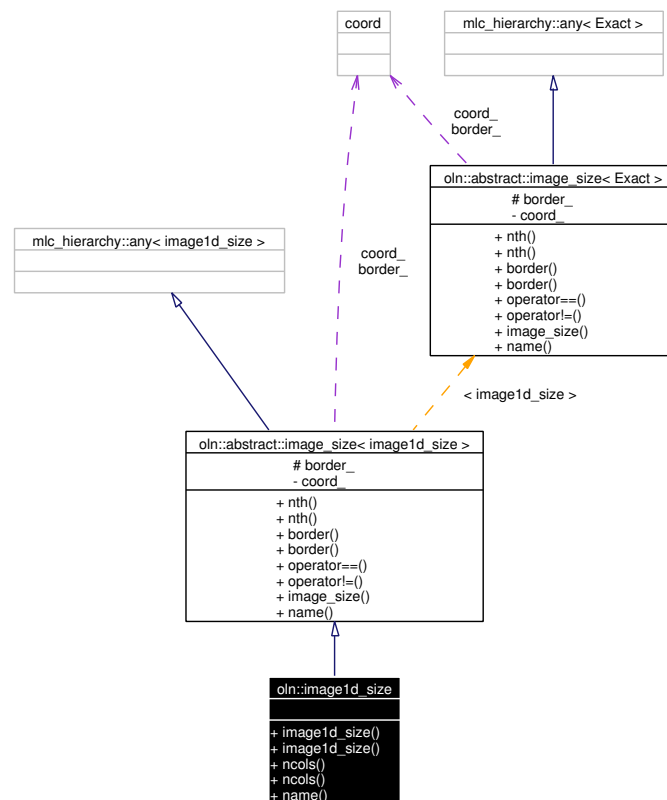 coord
mlc_hierarchy::any< Exact >
coord_
border_
oln::abstract::image_size< Exact >
# border_
- coord_
+ nth()
+ nth()
+ border()
+ border()
+ operator==()
+ operator!=()
+ image_size()
+ name()
mlc_hierarchy::any< image1d_size >
coord_
border_
< image1d_size >
oln::abstract::image_size< image1d_size >
# border_
- coord_
+ nth()
+ nth()
+ border()
+ border()
+ operator==()
+ operator!=()
+ image_size()
+ name()
oln::image1d_size
+ image1d_size()
+ image1d_size()
+ ncols()
+ ncols()
+ name()